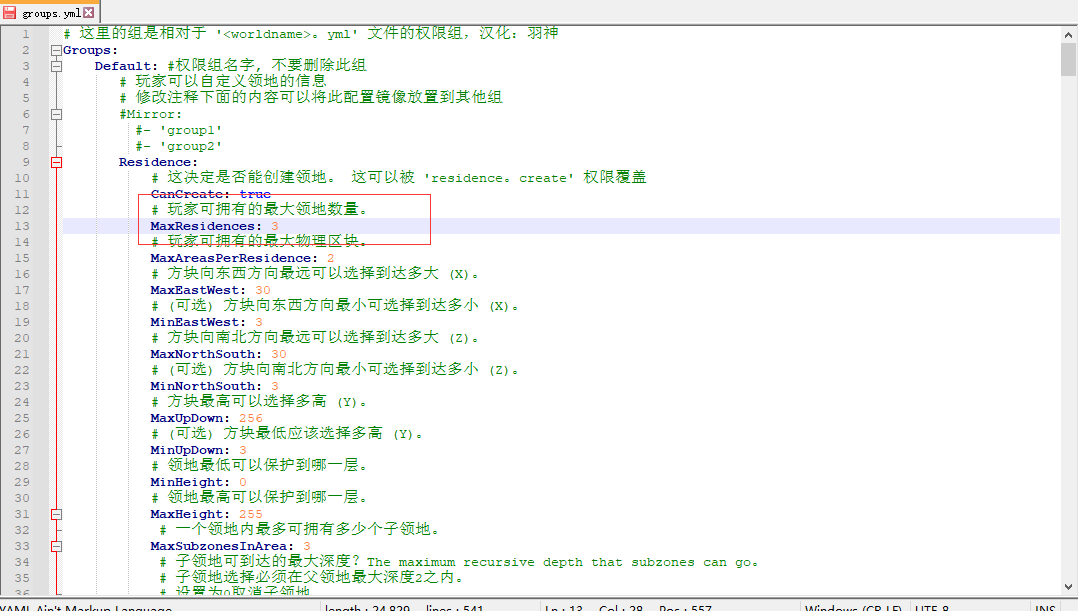 groups.yml
1 # 这里的组是相对于 '<worldname>。yml' 文件的权限组，汉化：羽神
2 Groups:
3 Default: #权限组名字，不要删除此组
4 # 玩家可以自定义领地的信息
5 # 修改注释下面的内容可以将此配置镜像放置到其他组
6 #Mirror:
7 #- 'group1'
8 #- 'group2'
9 Residence:
10 # 这决定是否能创建领地。 这可以被 'residence。create' 权限覆盖
11 CanCreate: true
12 # 玩家可拥有的最大领地数量。
13 MaxResidences: 3
14 # 玩家可拥有的最大物理区块。
15 MaxAreasPerResidence: 2
16 # 方块向东西方向最远可以选择到达多大 (X)。
17 MaxEastWest: 30
18 # (可选) 方块向东西方向最小可选择到达多小 (X)。
19 MinEastWest: 3
20 # 方块向南北方向最远可以选择到达多大 (Z)。
21 MaxNorthSouth: 30
22 # (可选) 方块向南北方向最小可选择到达多小 (Z)。
23 MinNorthSouth: 3
24 # 方块最高可以选择多高 (Y)。
25 MaxUpDown: 256
26 # (可选) 方块最低应该选择多高 (Y)。
27 MinUpDown: 3
28 # 领地最低可以保护到哪一层。
29 MinHeight: 0
30 # 领地最高可以保护到哪一层。
31 MaxHeight: 255
32 # 一个领地内最多可拥有多少个子领地。
33 MaxSubzonesInArea: 3
34 # 子领地可到达的最大深度？The maximum recursive depth that subzones can go。
35 # 子领地选择必须在父领地最大深度2之内。
36 # 设置为0取消子领地
YAML Ain't Markup Language length : 24,829 lines : 541 Ln : 13 Col : 28 Pos : 557 Windows (CR LF) UTF-8 INS